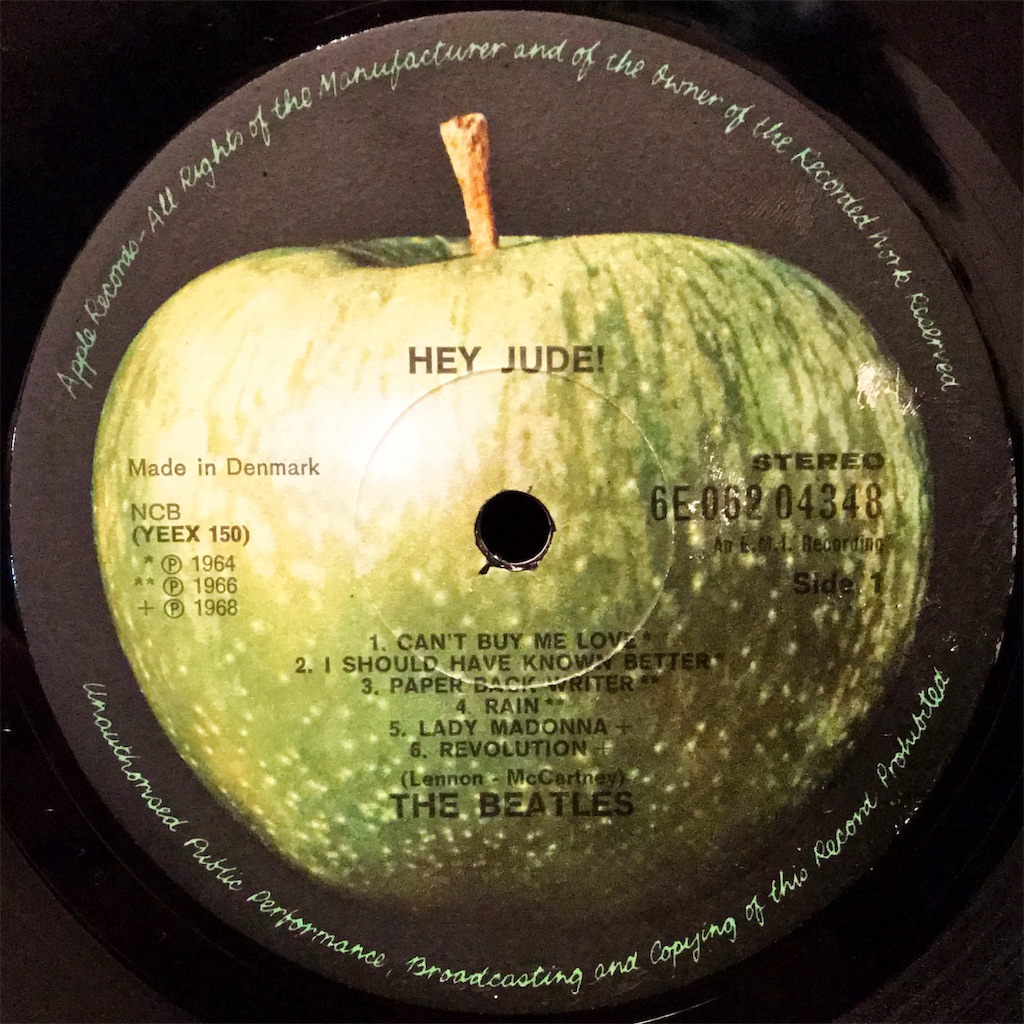 Apple Records - All Rights of the Manufacturer and of the Owner of the Recorded Work Reserved
HEY JUDE!
Made in Denmark
NCB
(YEEX 150)
* ℗ 1964
** ℗ 1966
+ ℗ 1968
STEREO
6E 062 04348
An E.M.I. Recording
Side 1
1. CAN'T BUY ME LOVE *
2. I SHOULD HAVE KNOWN BETTER *
3. PAPER BACK WRITER **
4. RAIN **
5. LADY MADONNA +
6. REVOLUTION +
(Lennon - McCartney)
THE BEATLES
Unauthorised Public Performance, Broadcasting and Copying of this Record Prohibited